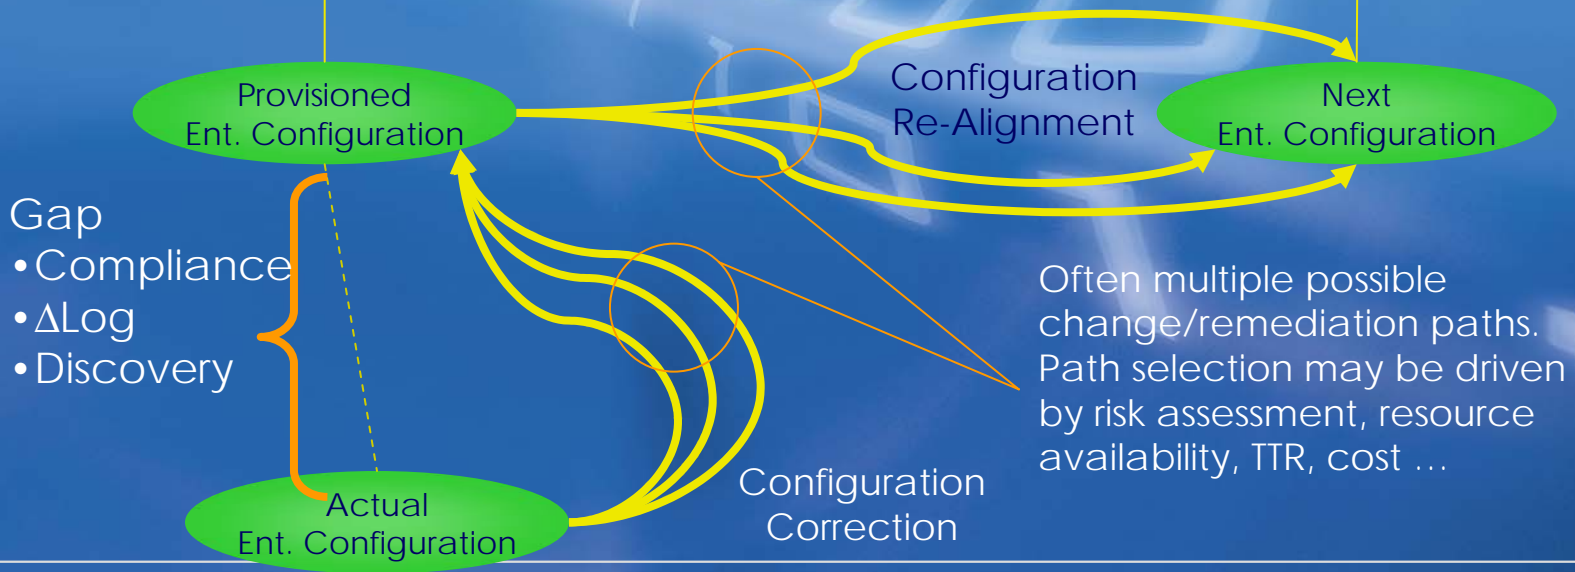 Provisioned
Ent. Configuration
Configuration
Re-Alignment
Next
Ent. Configuration
Gap
•Compliance
•ΔLog
•Discovery
Often multiple possible
change/remediation paths.
Path selection may be driven
by risk assessment, resource
availability, TTR, cost …
Configuration
Correction
Actual
Ent. Configuration